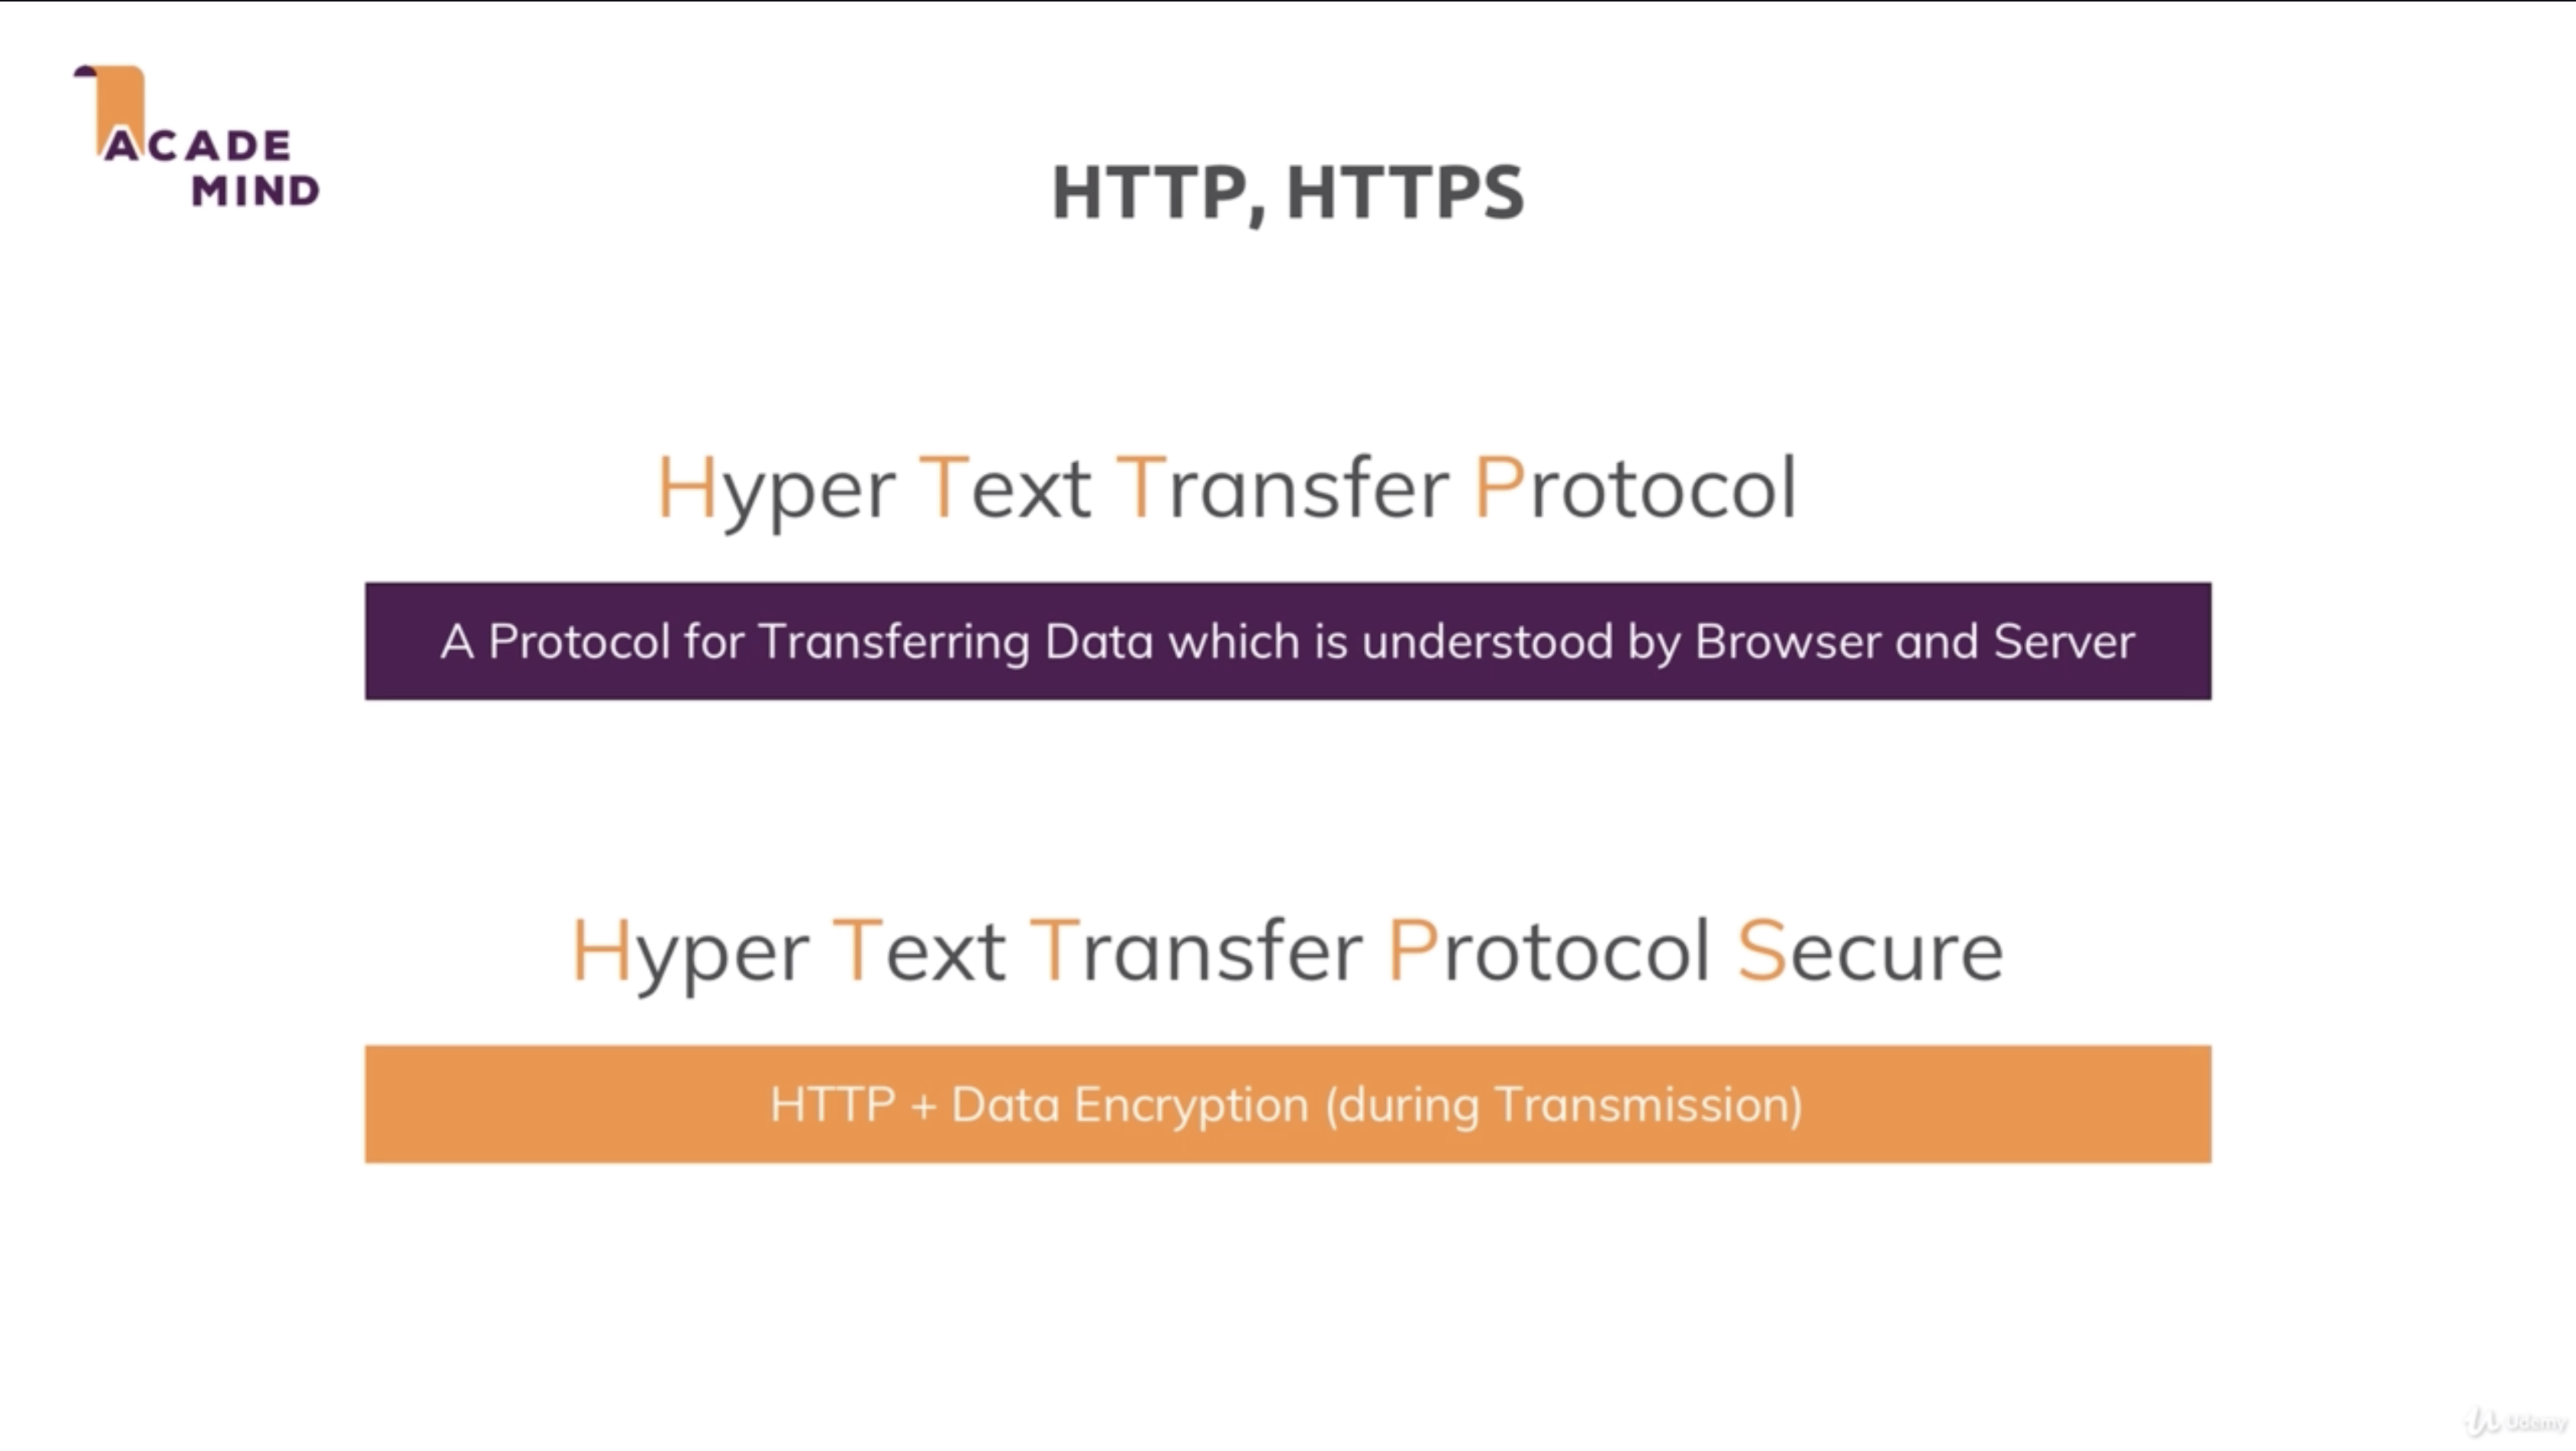 ACADE
MIND
HTTP, HTTPS
Hyper Text Transfer Protocol
A Protocol for Transferring Data which is understood by Browser and Server
Hyper Text Transfer Protocol Secure
HTTP + Data Encryption (during Transmission)
Udemy